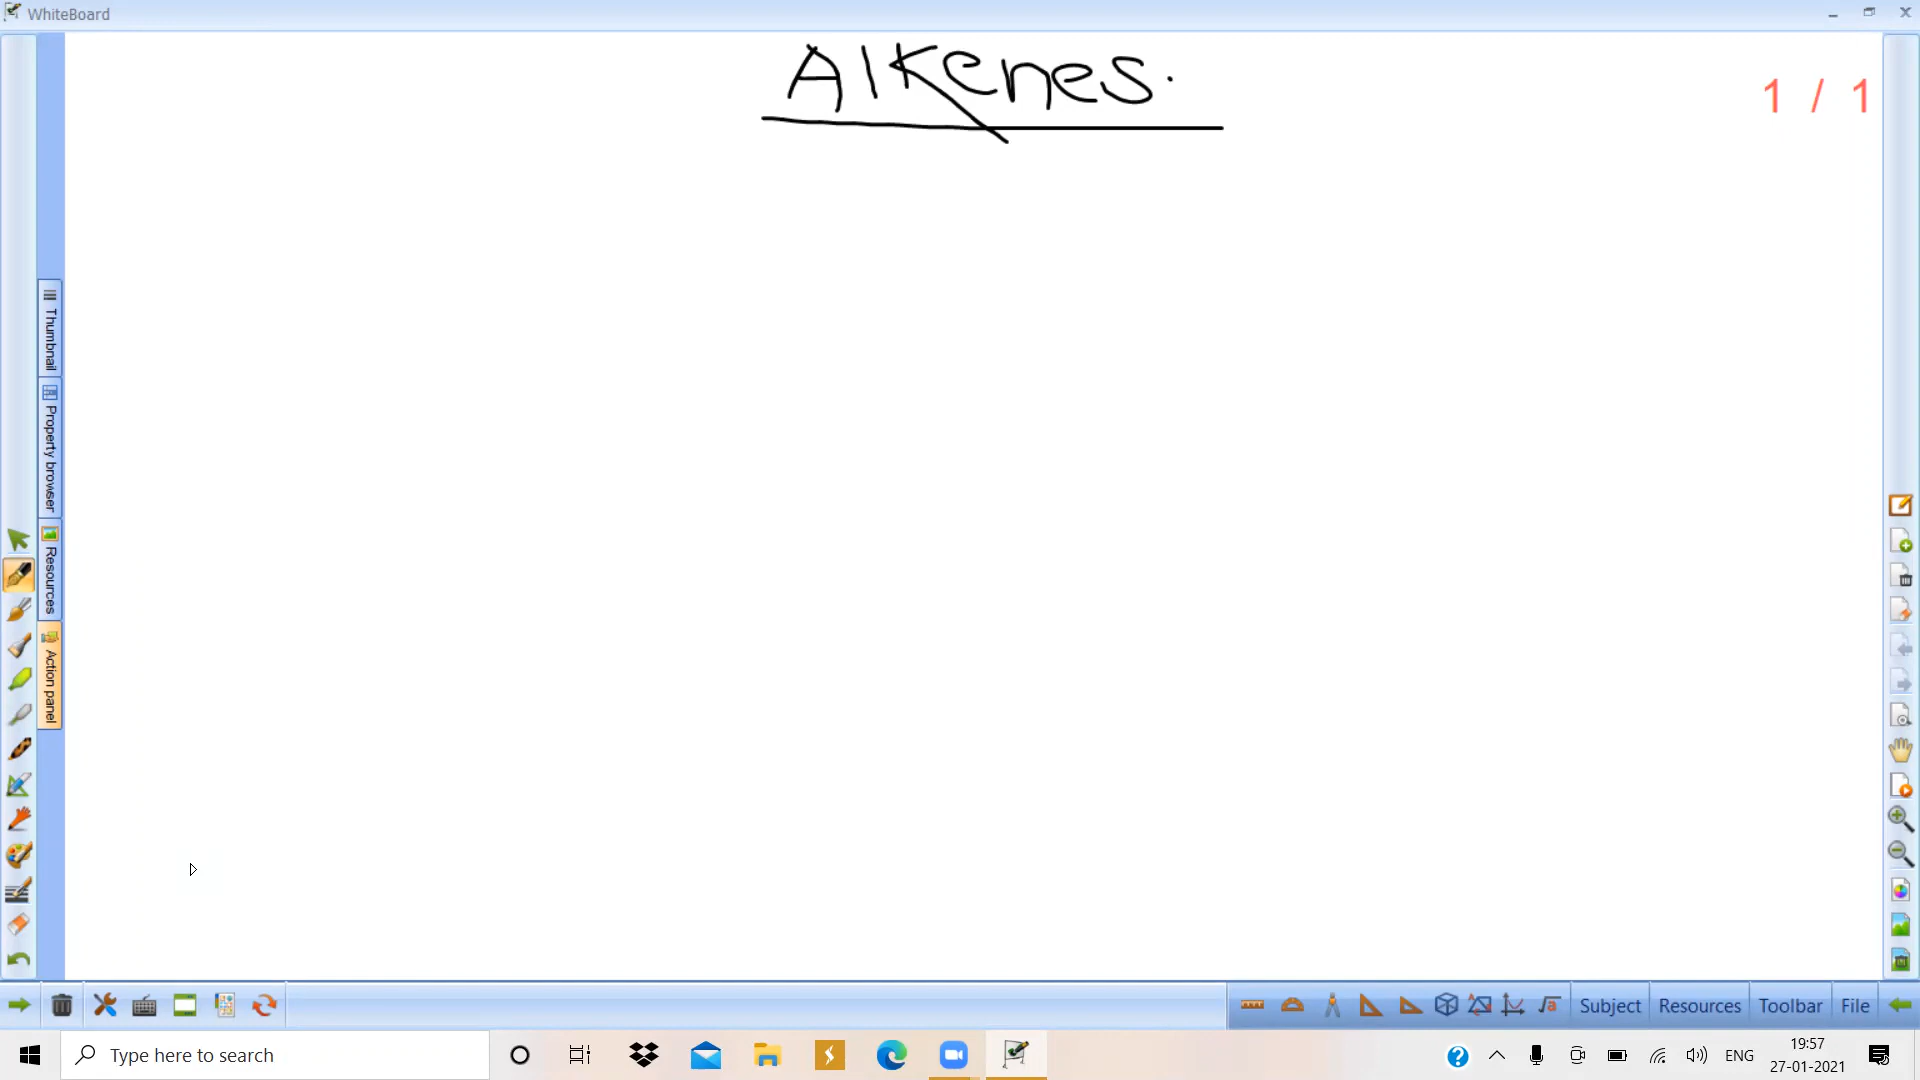 WhiteBoard
Alkenes.
1 / 1
Thumbnail
Property browser
Resources
Action panel
Subject
Resources
Toolbar
File
Type here to search
ENG
19:57
27-01-2021